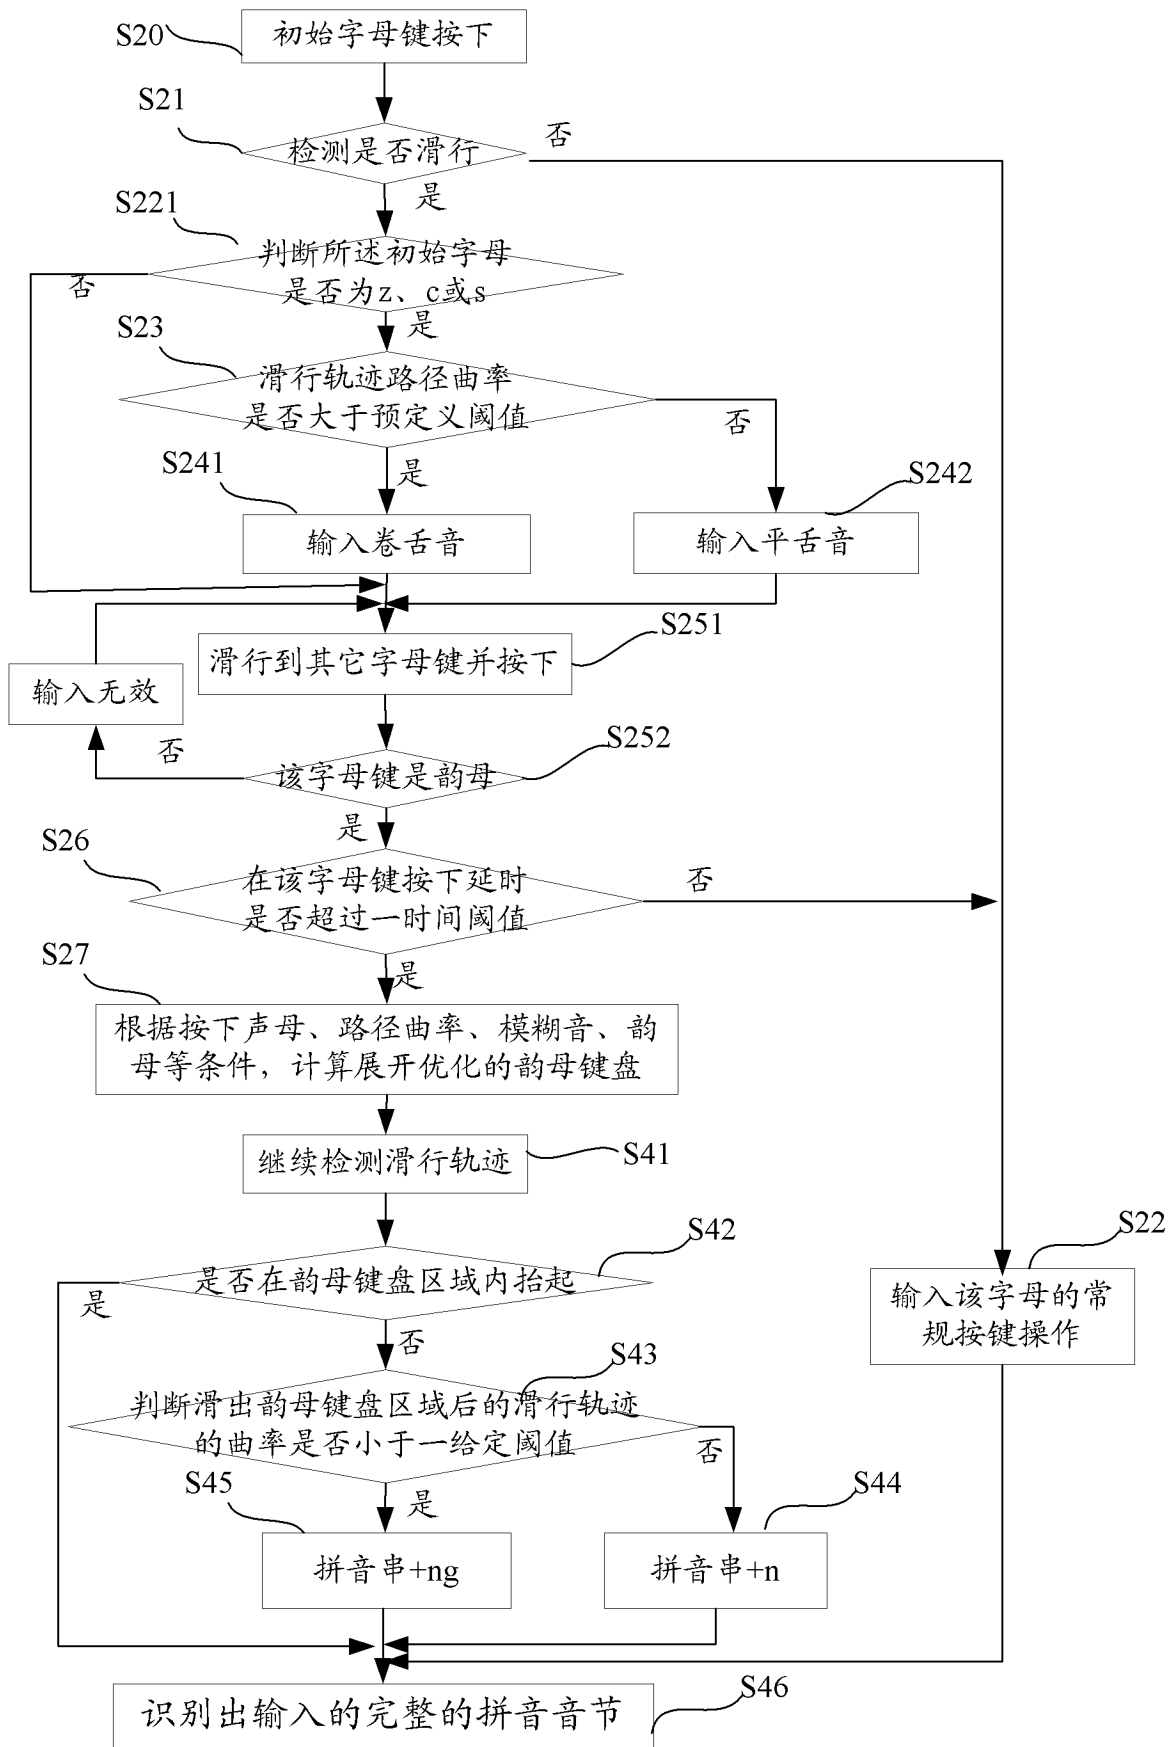 S20
初始字母键按下
S21
检测是否滑行
否
是
S221
判断所述初始字母
是否为z、c或s
否
是
S23
滑行轨迹路径曲率
是否大于预定义阈值
否
是
S241
输入卷舌音
S242
输入平舌音
S251
滑行到其它字母键并按下
输入无效
否
S252
该字母键是韵母
是
S26
在该字母键按下延时
是否超过一时间阈值
否
是
S27
根据按下声母、路径曲率、模糊音、韵
母等条件，计算展开优化的韵母键盘
继续检测滑行轨迹
S41
S42
是否在韵母键盘区域内抬起
是
否
S22
输入该字母的常
规按键操作
S43
判断滑出韵母键盘区域后的滑行轨迹
的曲率是否小于一给定阈值
否
是
S45
拼音串+ng
S44
拼音串+n
S46
识别出输入的完整的拼音音节